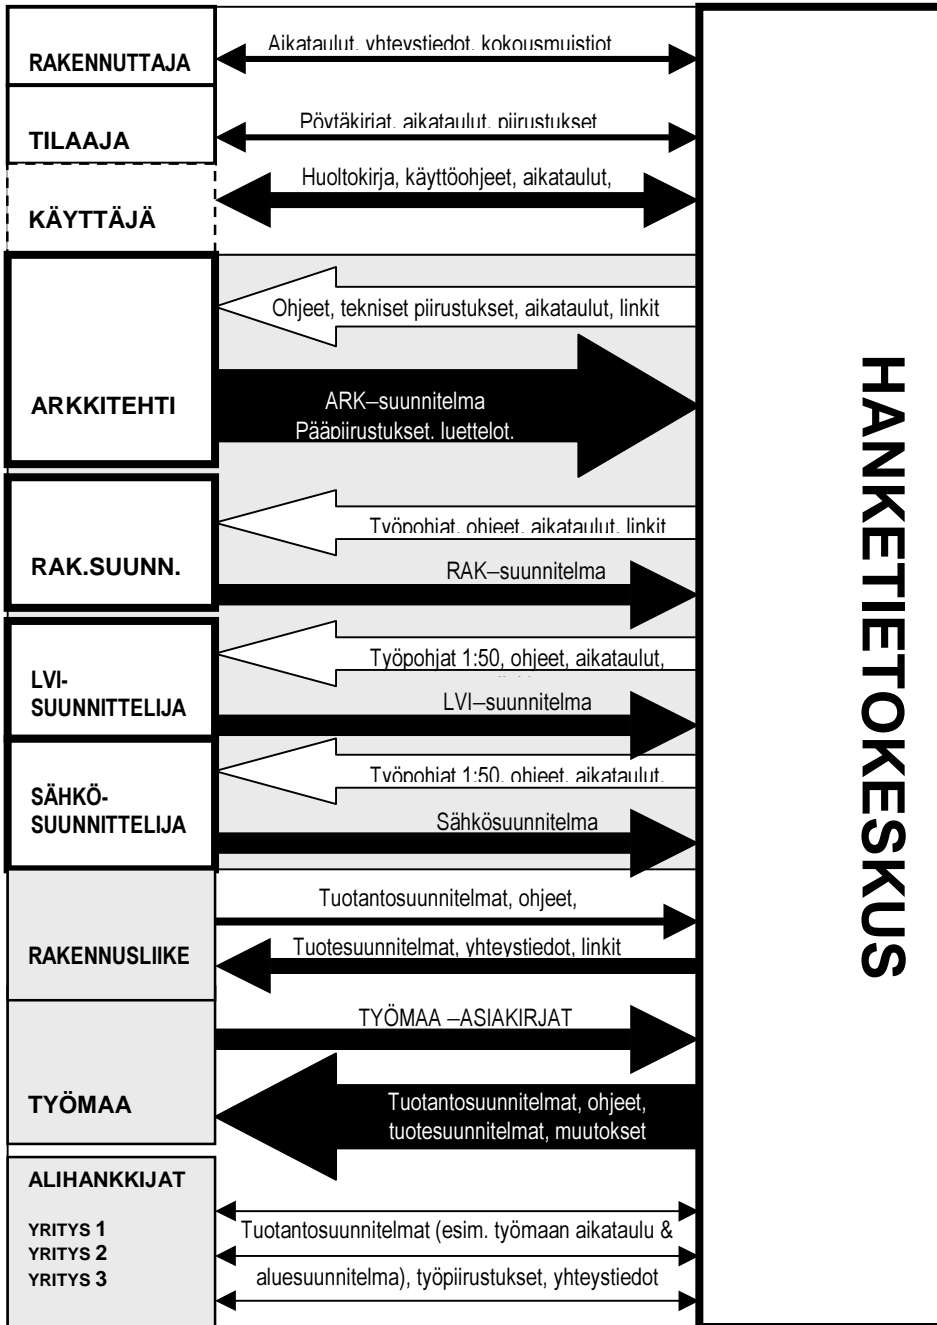 RAKENNUTTAJA
Aikataulut, yhteystiedot, kokousmuistiot
TILAAJA
Pöytäkirjat, aikataulut, piirustukset
KÄYTTÄJÄ
Huoltokirja, käyttöohjeet, aikataulut,
ARKKITEHTI
Ohjeet, tekniset piirustukset, aikataulut, linkit
ARK–suunnitelma
Pääpiirustukset, luettelot,
RAK.SUUNN.
Työpohjat, ohjeet, aikataulut, linkit
RAK–suunnitelma
LVI-
SUUNNITTELIJA
Työpohjat 1:50, ohjeet, aikataulut,
LVI–suunnitelma
SÄHKÖ-
SUUNNITTELIJA
Työpohjat 1:50, ohjeet, aikataulut,
Sähkösuunnitelma
RAKENNUSLIIKE
Tuotantosuunnitelmat, ohjeet,
Tuotesuunnitelmat, yhteystiedot, linkit
TYÖMAA
TYÖMAA –ASIAKIRJAT
Tuotantosuunnitelmat, ohjeet,
tuotesuunnitelmat, muutokset
ALIHANKKIJAT
YRITYS 1
YRITYS 2
YRITYS 3
Tuotantosuunnitelmat (esim. työmaan aikataulu &
aluesuunnitelma), työpiirustukset, yhteystiedot
HANKETIETOKESKUS